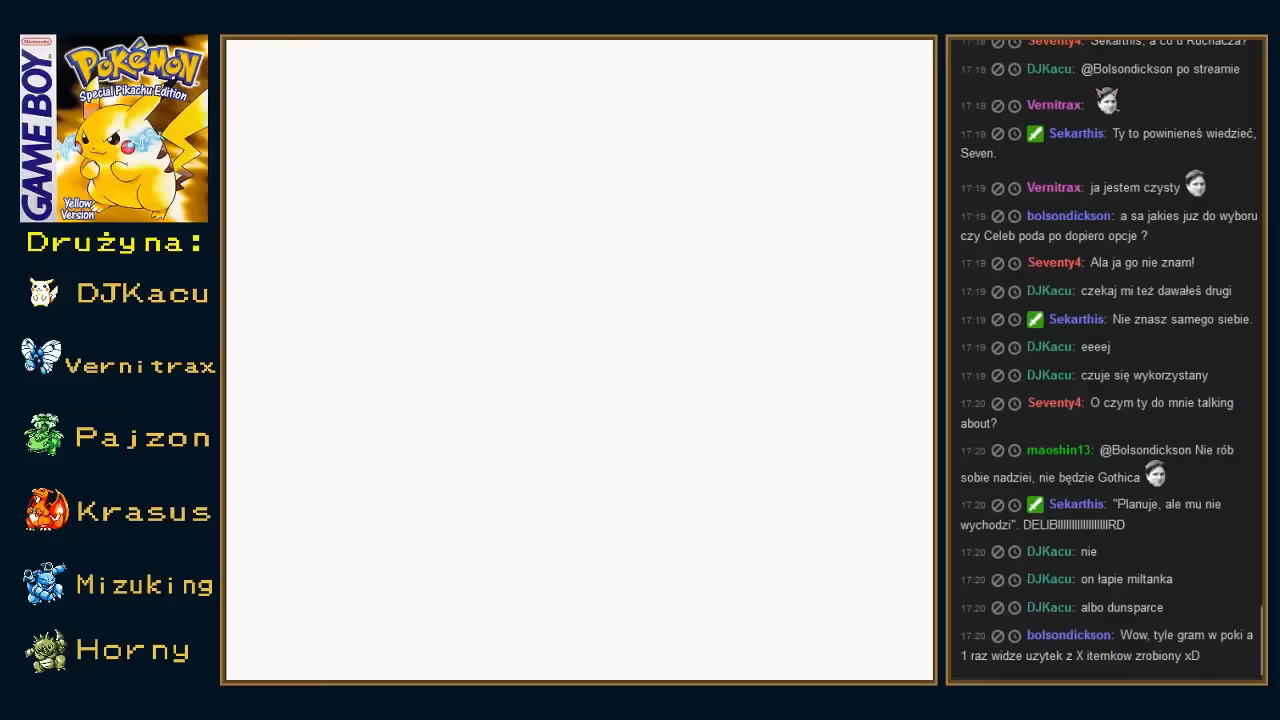 Nintendo
GAME BOY
POKéMON
Special Pikachu Edition
Yellow
Version
Drużyna:
DJKacu
Vernitrax
Pajzon
Krasus
Mizuking
Horny
17:18 Seventy4: Sekarthis, a co u Ruchacza?
17:19 DJKacu: @Bolsondickson po streamie
17:19 Vernitrax:
17:19 Sekarthis: Ty to powinieneś wiedzieć,
Seven.
17:19 Vernitrax: ja jestem czysty
17:19 bolsondickson: a sa jakies juz do wyboru
czy Celeb poda po dopiero opcje ?
17:19 Seventy4: Ala ja go nie znam!
17:19 DJKacu: czekaj mi też dawałeś drugi
17:19 Sekarthis: Nie znasz samego siebie.
17:19 DJKacu: eeeej
17:19 DJKacu: czuje się wykorzystany
17:20 Seventy4: O czym ty do mnie talking
about?
17:20 maoshin13: @Bolsondickson Nie rób
sobie nadziei, nie będzie Gothica
17:20 Sekarthis: "Planuje, ale mu nie
wychodzi". DELIBIIIIIIIIIIIIIIIIIIRD
17:20 DJKacu: nie
17:20 DJKacu: on łapie miltanka
17:20 DJKacu: albo dunsparce
17:20 bolsondickson: Wow, tyle gram w poki a
1 raz widze uzytek z X itemkow zrobiony xD